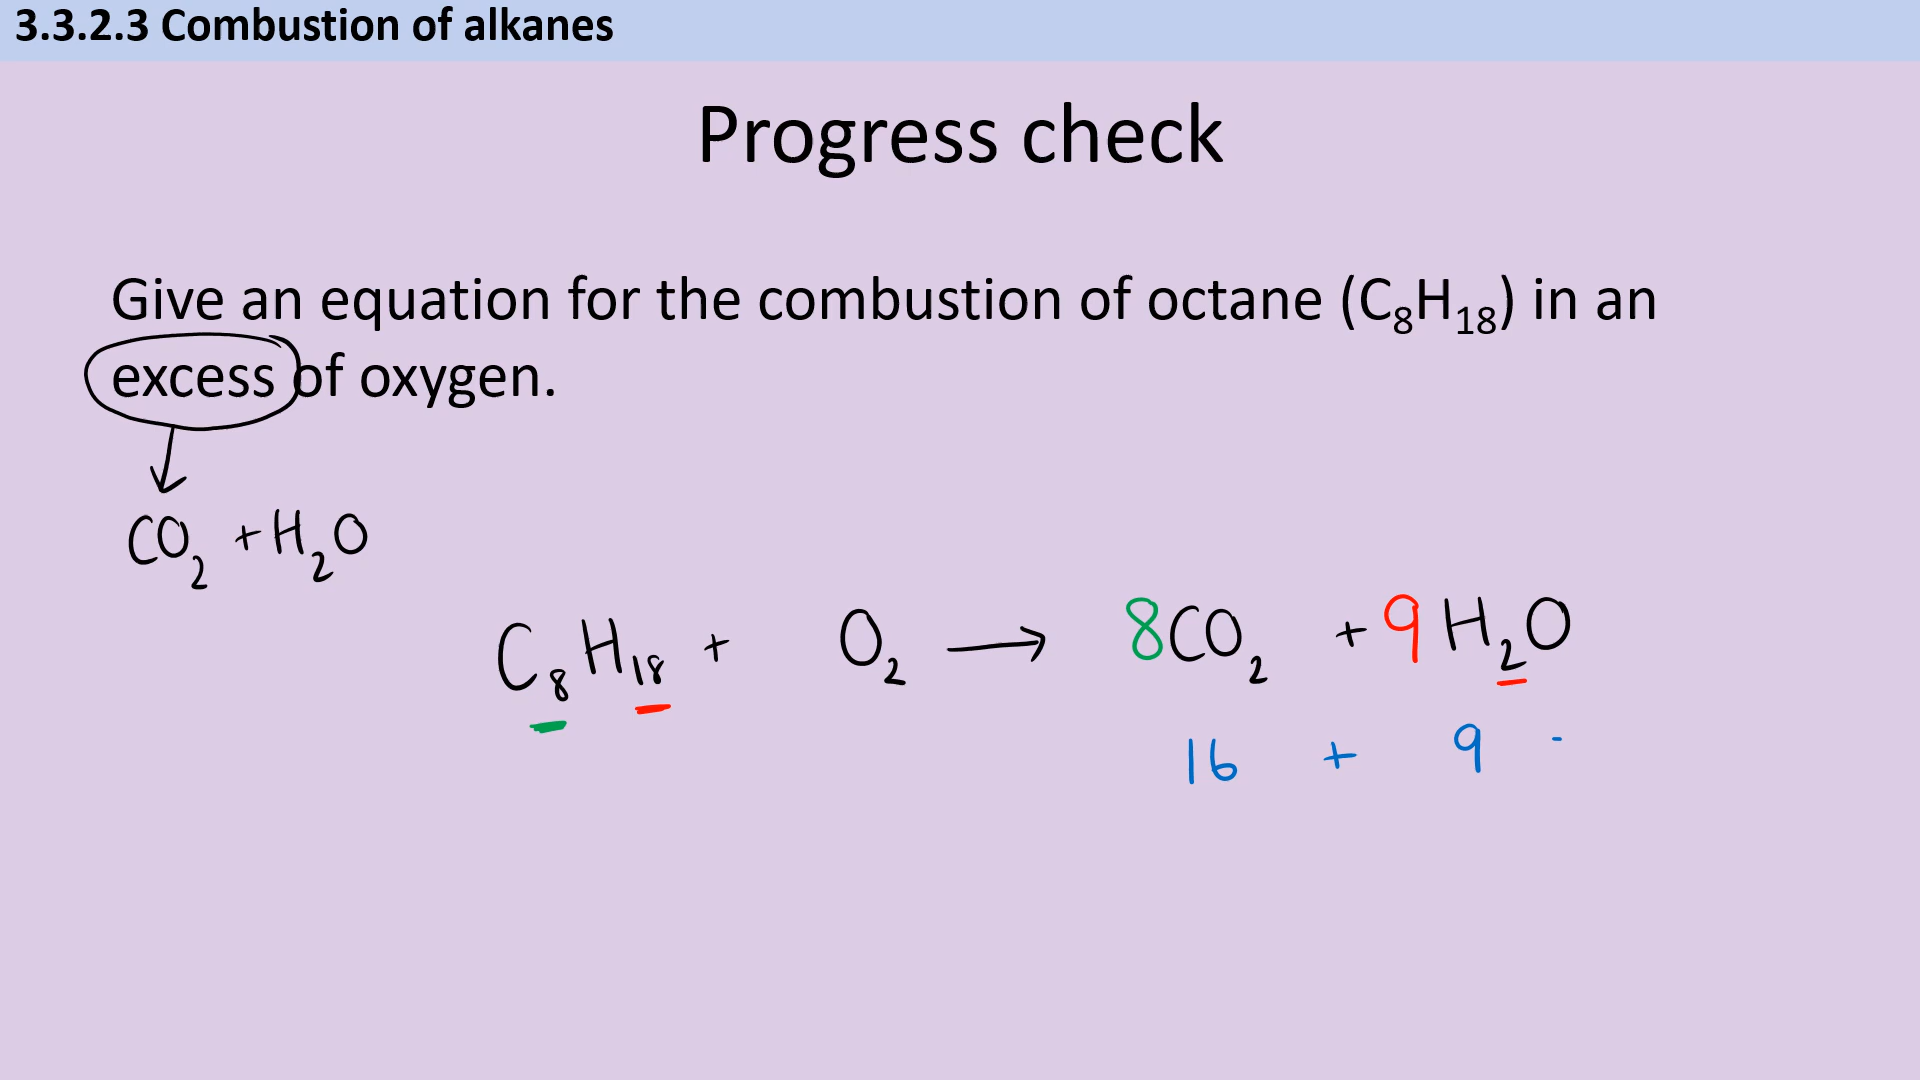 3.3.2.3 Combustion of alkanes
Progress check
Give an equation for the combustion of octane (C₈H₁₈) in an
excess of oxygen.
CO₂ + H₂O
C₈H₁₈ + O₂ → 8CO₂ + 9H₂O
16 + 9 -